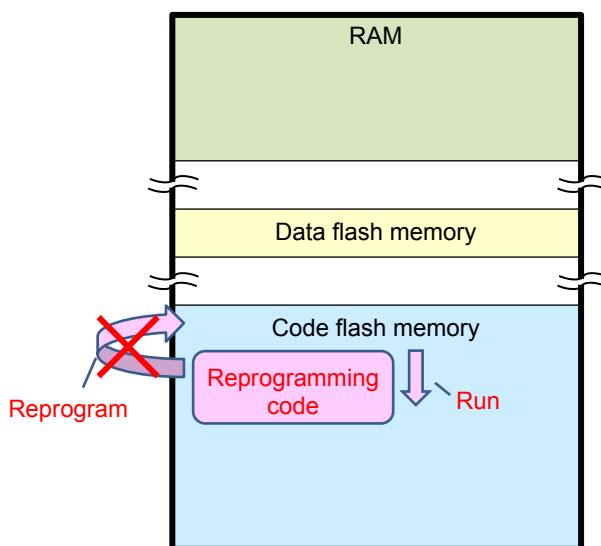 RAM
Data flash memory
Code flash memory
Reprogramming
code
Run
Reprogram